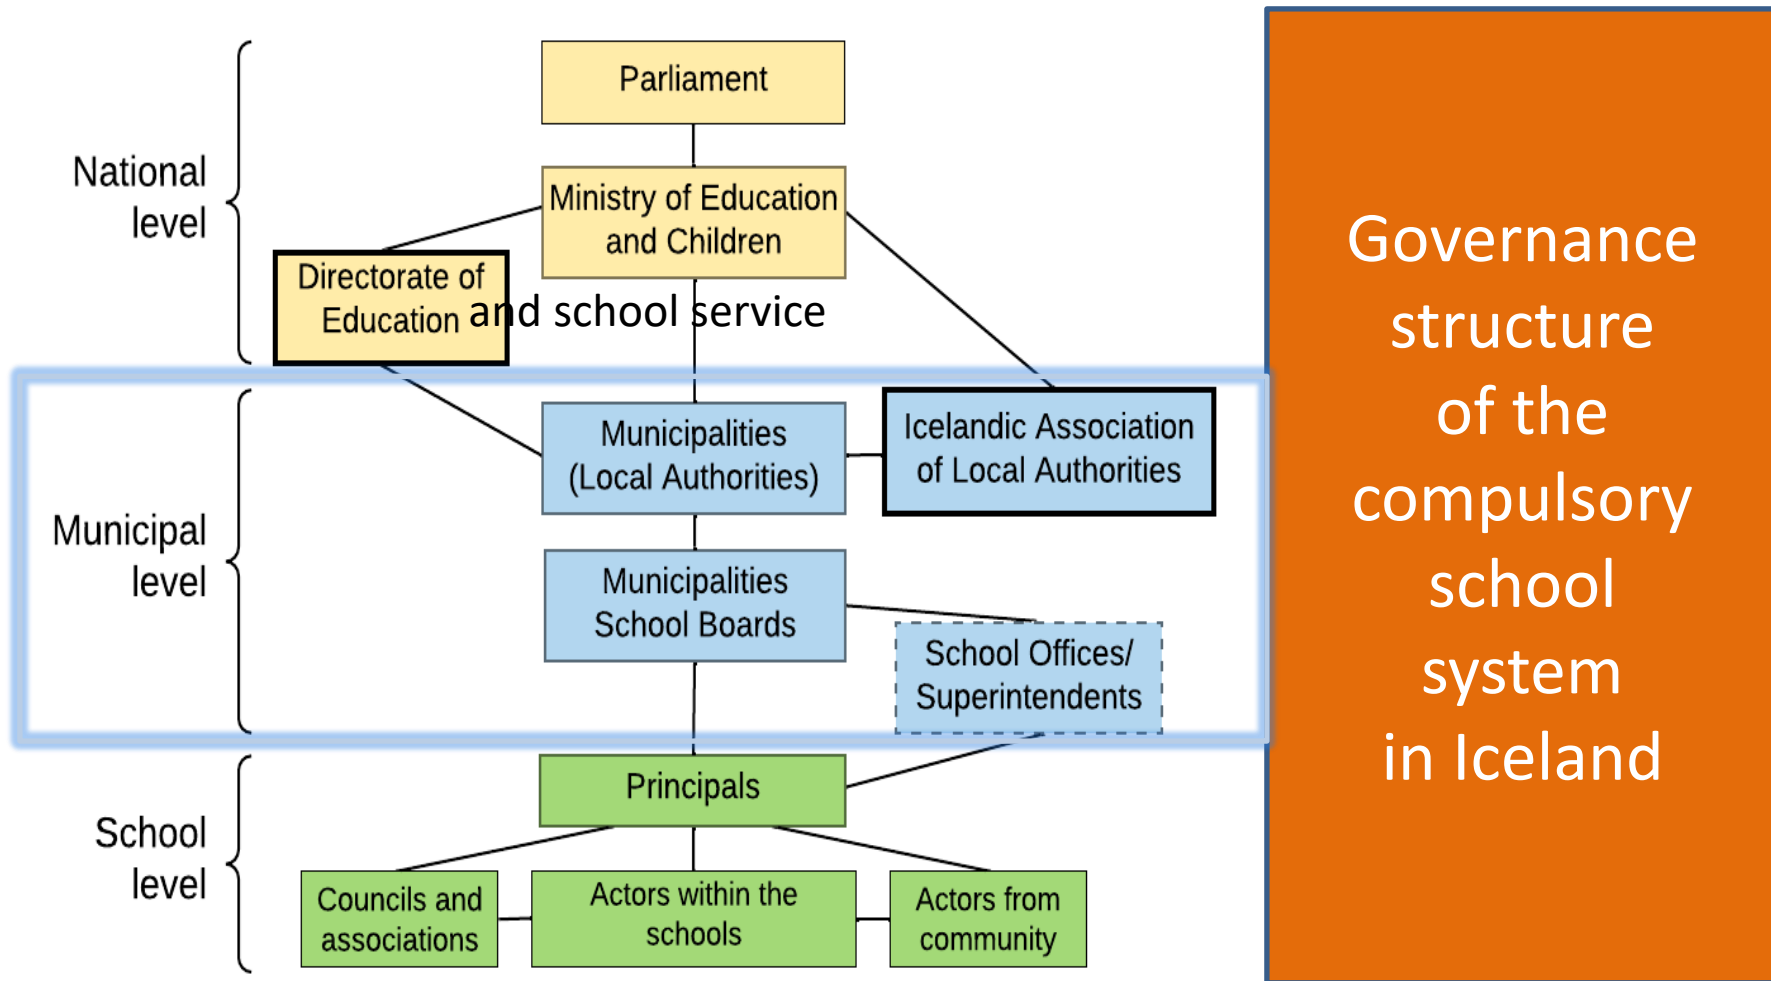 Parliament
National
level
Ministry of Education
and Children
Directorate of
Education and school service
Municipal
level
Municipalities
(Local Authorities)
Icelandic Association
of Local Authorities
Municipalities
School Boards
School Offices/
Superintendents
School
level
Principals
Councils and
associations
Actors within the
schools
Actors from
community
Governance
structure
of the
compulsory
school
system
in Iceland